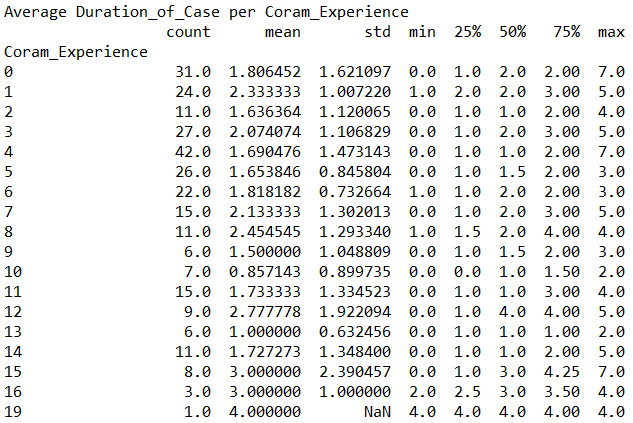 Average Duration_of_Case per Coram_Experience
count mean std min 25% 50% 75% max
Coram_Experience
0 31.0 1.806452 1.621097 0.0 1.0 2.0 2.00 7.0
1 24.0 2.333333 1.007220 1.0 2.0 2.0 3.00 5.0
2 11.0 1.636364 1.120065 0.0 1.0 1.0 2.00 4.0
3 27.0 2.074074 1.106829 0.0 1.0 2.0 3.00 5.0
4 42.0 1.690476 1.473143 0.0 1.0 1.0 2.00 7.0
5 26.0 1.653846 0.845804 0.0 1.0 1.5 2.00 3.0
6 22.0 1.818182 0.732664 1.0 1.0 2.0 2.00 3.0
7 15.0 2.133333 1.302013 0.0 1.0 2.0 3.00 5.0
8 11.0 2.454545 1.293340 1.0 1.5 2.0 4.00 4.0
9 6.0 1.500000 1.048809 0.0 1.0 1.5 2.00 3.0
10 7.0 0.857143 0.899735 0.0 0.0 1.0 1.50 2.0
11 15.0 1.733333 1.334523 0.0 1.0 1.0 3.00 4.0
12 9.0 2.777778 1.922094 0.0 1.0 4.0 4.00 5.0
13 6.0 1.000000 0.632456 0.0 1.0 1.0 1.00 2.0
14 11.0 1.727273 1.348400 0.0 1.0 1.0 2.00 5.0
15 8.0 3.000000 2.390457 0.0 1.0 3.0 4.25 7.0
16 3.0 3.000000 1.000000 2.0 2.5 3.0 3.50 4.0
19 1.0 4.000000 NaN 4.0 4.0 4.0 4.00 4.0